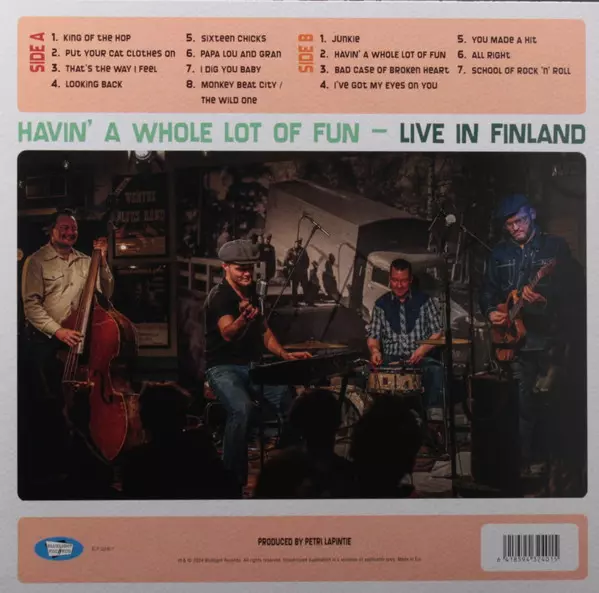 SIDE A
1. KING OF THE HOP
2. PUT YOUR CAT CLOTHES ON
3. THAT'S THE WAY I FEEL
4. LOOKING BACK
5. SIXTEEN CHICKS
6. PAPA LOU AND GRAN
7. I DIG YOU BABY
8. MONKEY BEAT CITY /
THE WILD ONE
SIDE B
1. JUNKIE
2. HAVIN' A WHOLE LOT OF FUN
3. BAD CASE OF BROKEN HEART
4. I'VE GOT MY EYES ON YOU
5. YOU MADE A HIT
6. ALL RIGHT
7. SCHOOL OF ROCK 'N' ROLL
HAVIN' A WHOLE LOT OF FUN – LIVE IN FINLAND
PRODUCED BY PETRI LAPINTIE